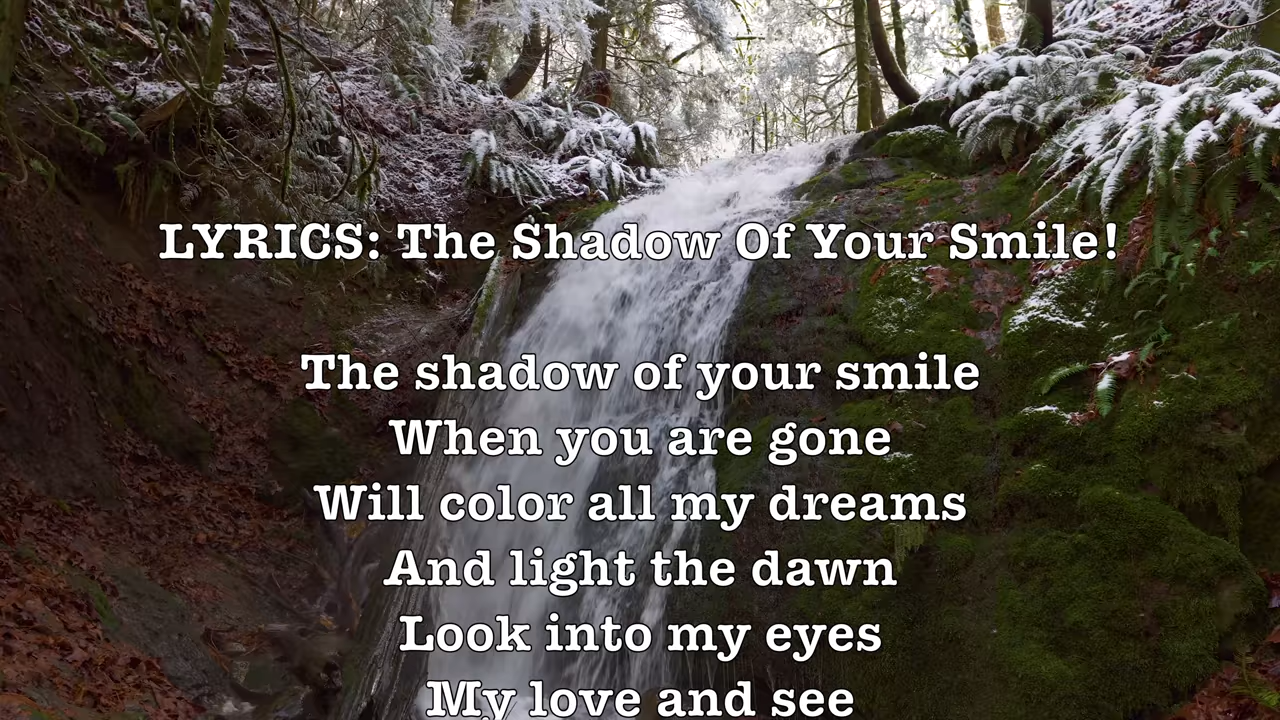 LYRICS: The Shadow Of Your Smile!
The shadow of your smile
When you are gone
Will color all my dreams
And light the dawn
Look into my eyes
My love and see